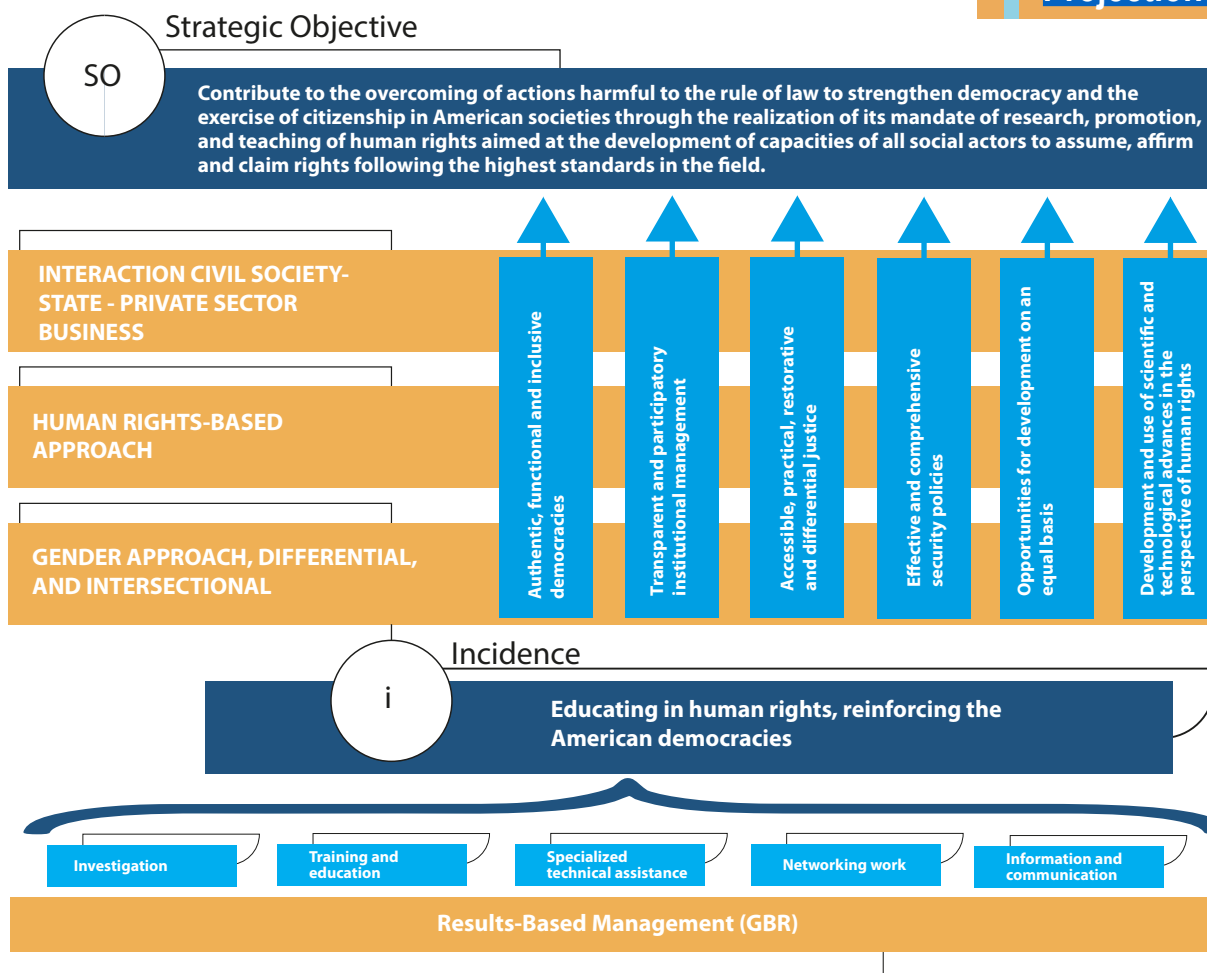 Projection
Strategic Objective
SO
Contribute to the overcoming of actions harmful to the rule of law to strengthen democracy and the
exercise of citizenship in American societies through the realization of its mandate of research, promotion,
and teaching of human rights aimed at the development of capacities of all social actors to assume, affirm
and claim rights following the highest standards in the field.
INTERACTION CIVIL SOCIETY-
STATE - PRIVATE SECTOR
BUSINESS
HUMAN RIGHTS-BASED
APPROACH
GENDER APPROACH, DIFFERENTIAL,
AND INTERSECTIONAL
Authentic, functional and inclusive
democracies
Transparent and participatory
institutional management
Accessible, practical, restorative
and differential justice
Effective and comprehensive
security policies
Opportunities for development on an
equal basis
Development and use of scientific and
technological advances in the
perspective of human rights
Incidence
i
Educating in human rights, reinforcing the
American democracies
Investigation
Training and
education
Specialized
technical assistance
Networking work
Information and
communication
Results-Based Management (GBR)